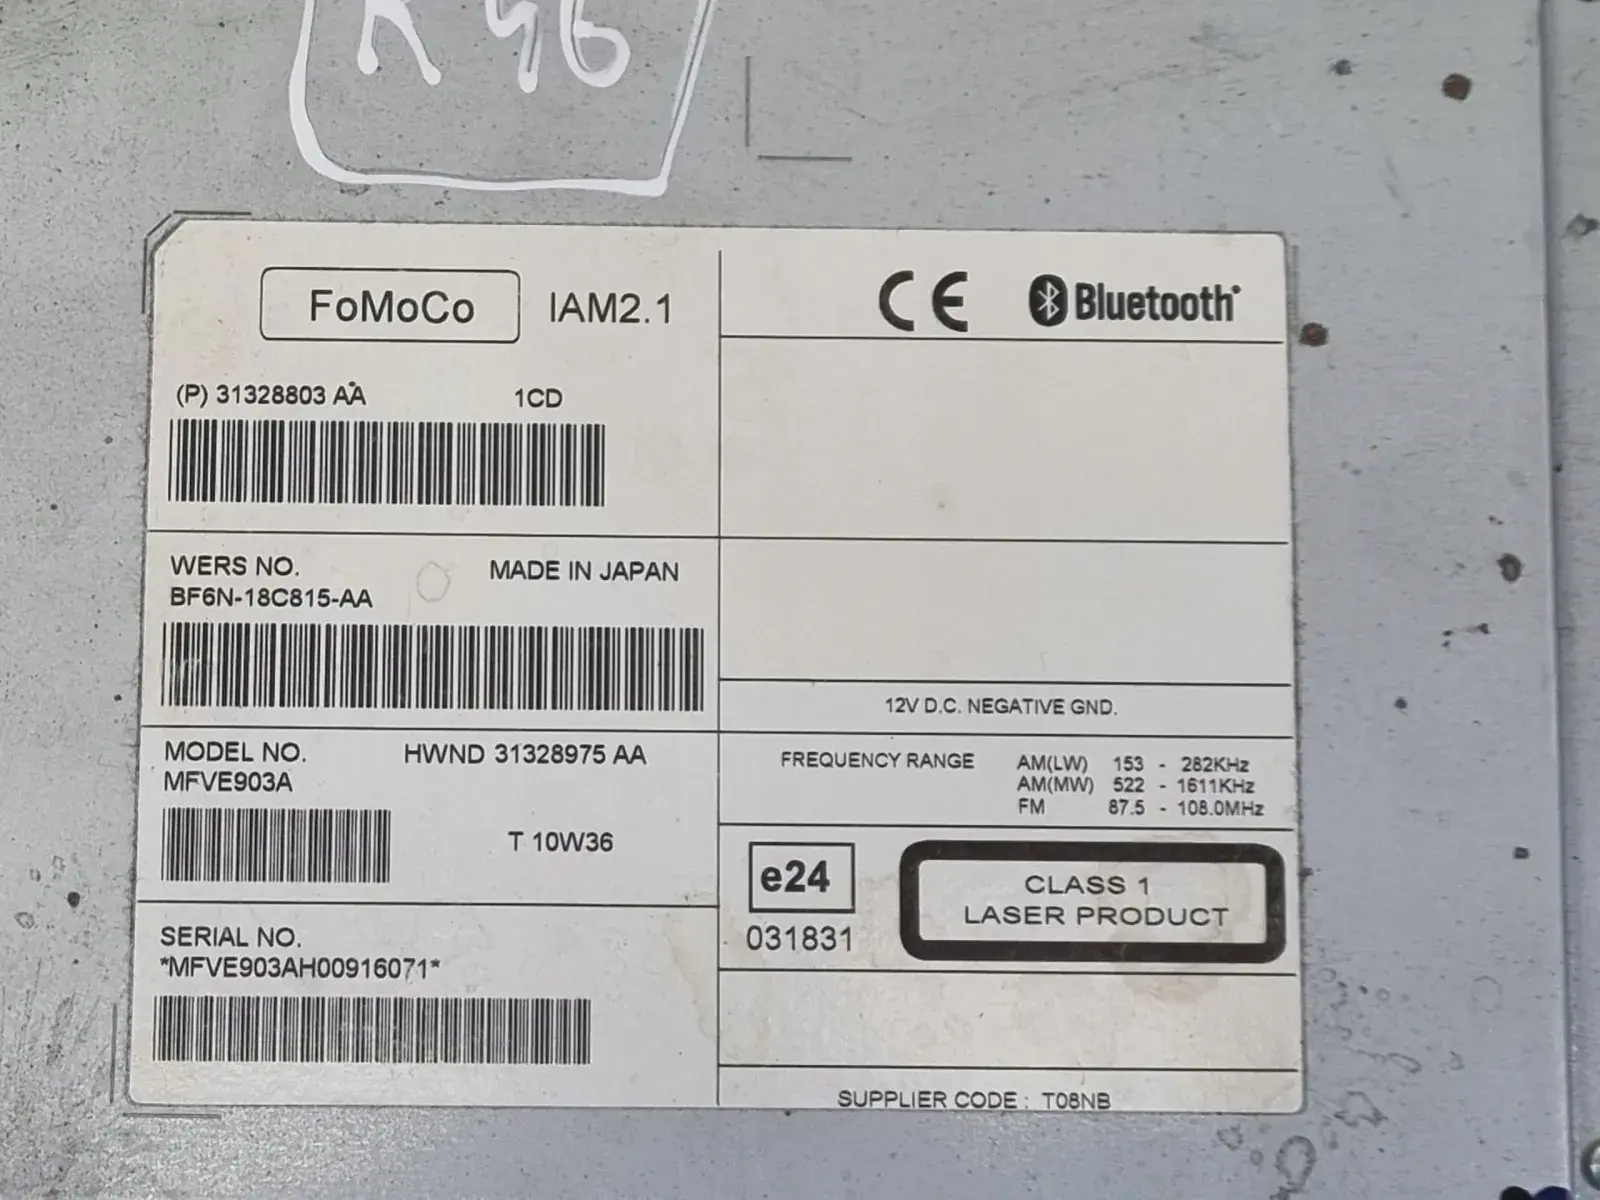 R 46
FoMoCo IAM2.1
(P) 31328803 AA 1CD
WERS NO. MADE IN JAPAN
BF6N-18C815-AA
MODEL NO. HWND 31328975 AA
MFVE903A
T 10W36
SERIAL NO.
*MFVE903AH00916071*
CE Bluetooth
12V D.C. NEGATIVE GND.
FREQUENCY RANGE AM(LW) 153 - 282KHz
AM(MW) 522 - 1611KHz
FM 87.5 - 108.0MHz
e24
031831
CLASS 1
LASER PRODUCT
SUPPLIER CODE : T08NB